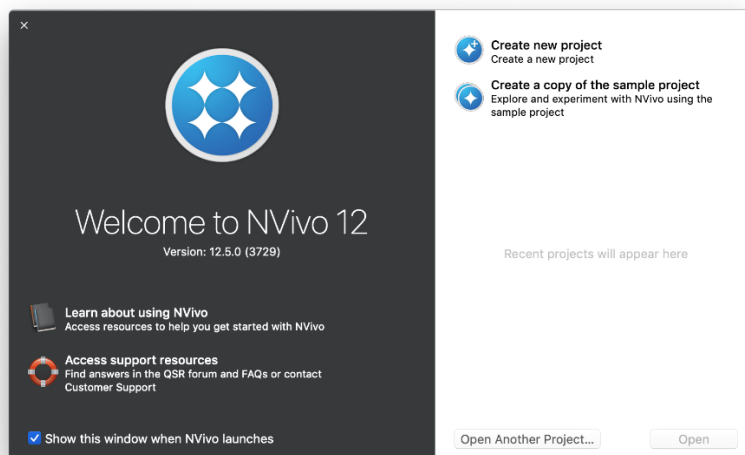 Welcome to NVivo 12
Version: 12.5.0 (3729)
Learn about using NVivo
Access resources to help you get started with NVivo
Access support resources
Find answers in the QSR forum and FAQs or contact
Customer Support
Show this window when NVivo launches
Create new project
Create a new project
Create a copy of the sample project
Explore and experiment with NVivo using the
sample project
Recent projects will appear here
Open Another Project...
Open